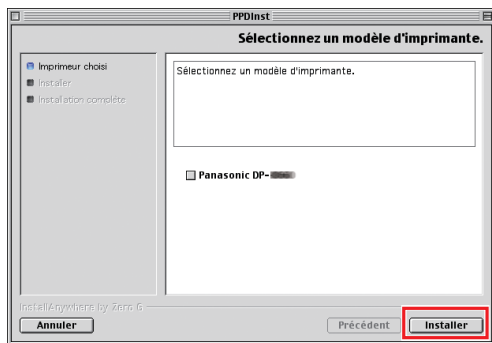 PPDInst
Sélectionnez un modèle d'imprimante.
Imprimeur choisi
Installer
Installation complète
Sélectionnez un modèle d'imprimante.
Panasonic DP-
InstallAnywhere by Zero G
Annuler
Précédent
Installer